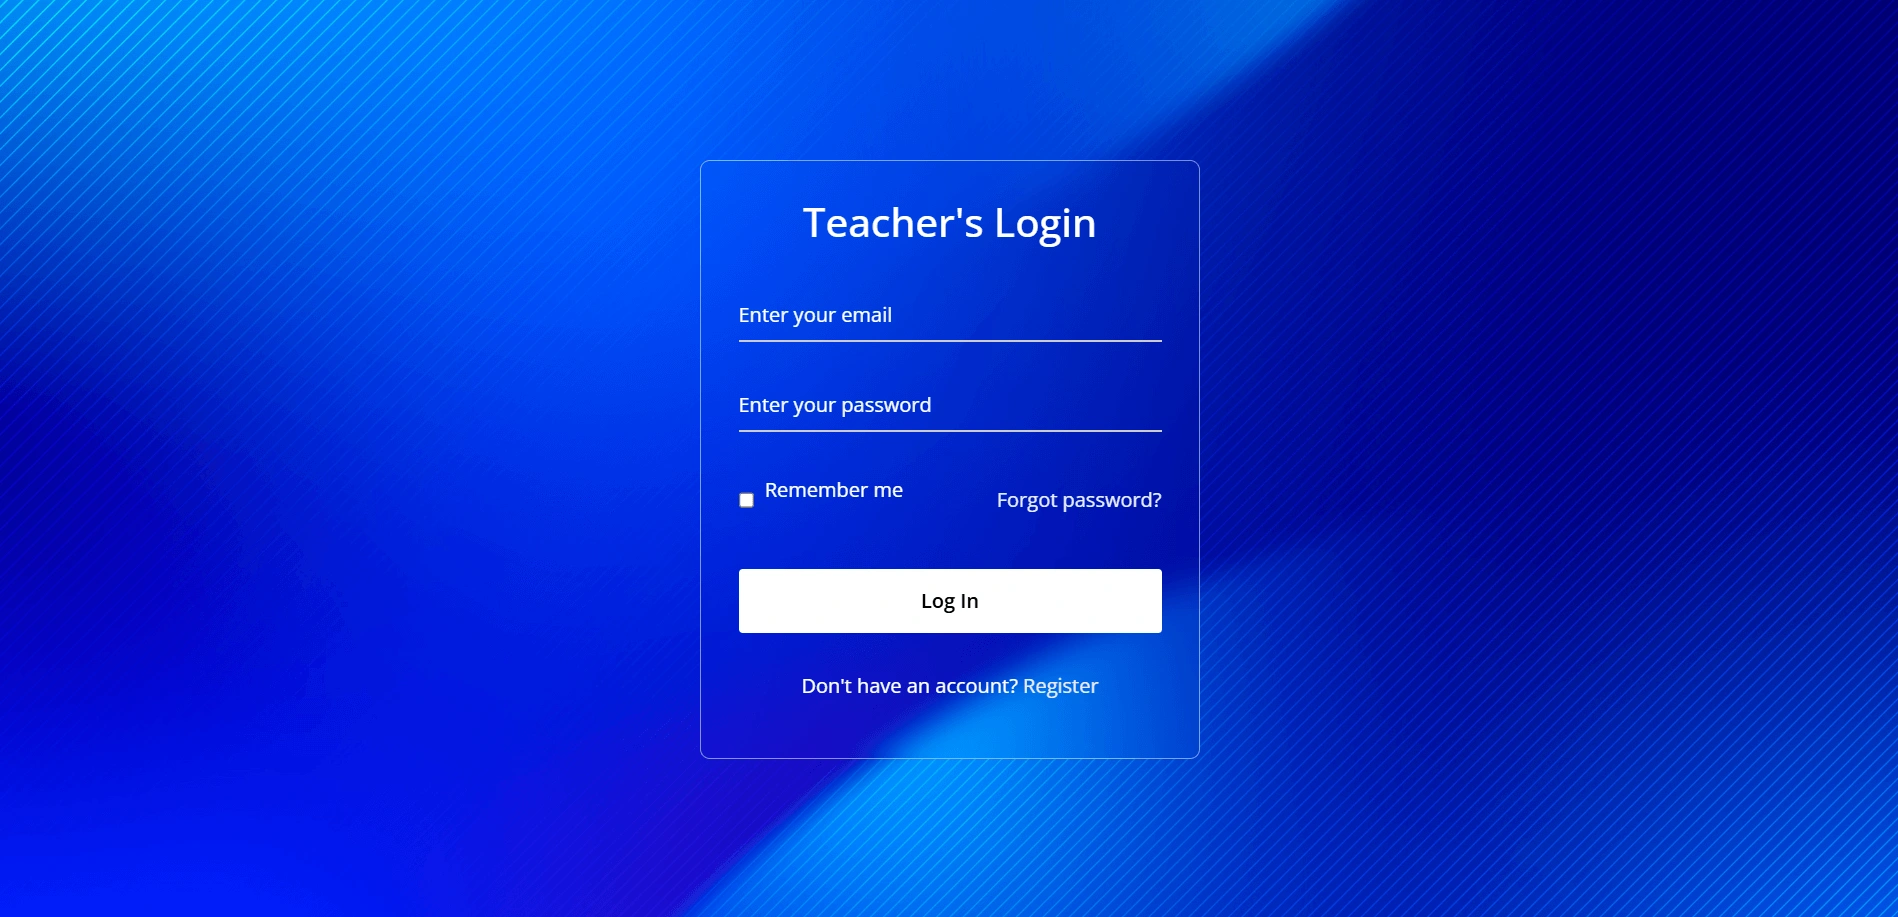 Teacher's Login
Enter your email
Enter your password
Remember me
Forgot password?
Log In
Don't have an account? Register